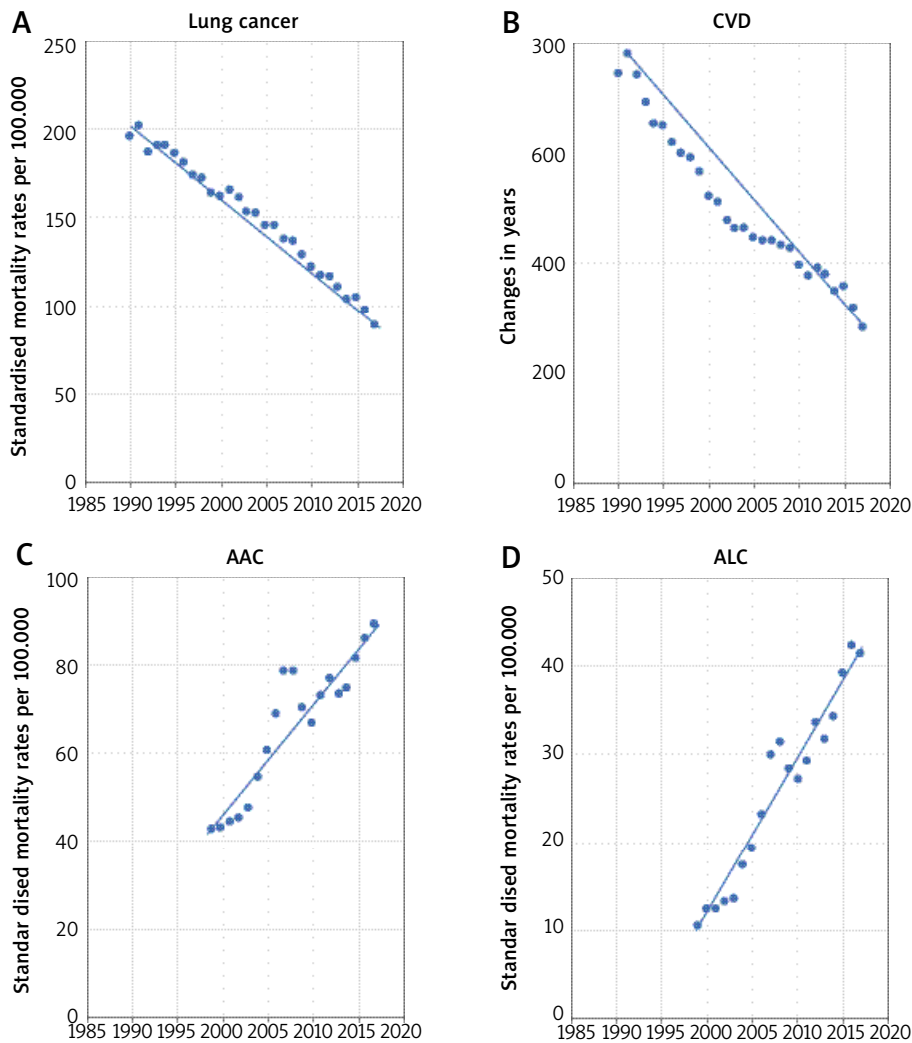 A
Lung cancer
Standardised mortality rates per 100.000
250
200
150
100
50
0
1985 1990 1995 2000 2005 2010 2015 2020
B
CVD
Changes in years
300
600
400
200
0
1985 1990 1995 2000 2005 2010 2015 2020
C
AAC
Standar dised mortality rates per 100.000
100
80
60
40
20
0
1985 1990 1995 2000 2005 2010 2015 2020
D
ALC
Standar dised mortality rates per 100.000
50
40
30
20
10
0
1985 1990 1995 2000 2005 2010 2015 2020